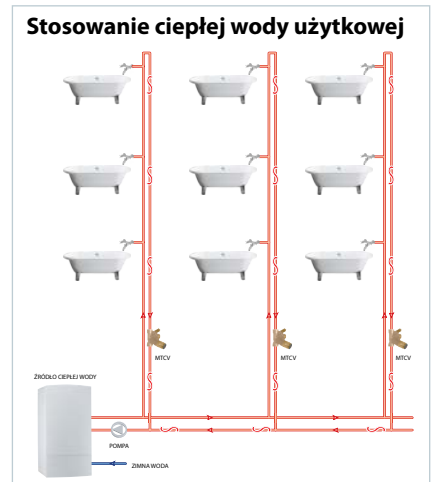 Stosowanie ciepłej wody użytkowej
MTCV
MTCV
MTCV
ŹRÓDŁO CIEPŁEJ WODY
POMPA
ZIMNA WODA